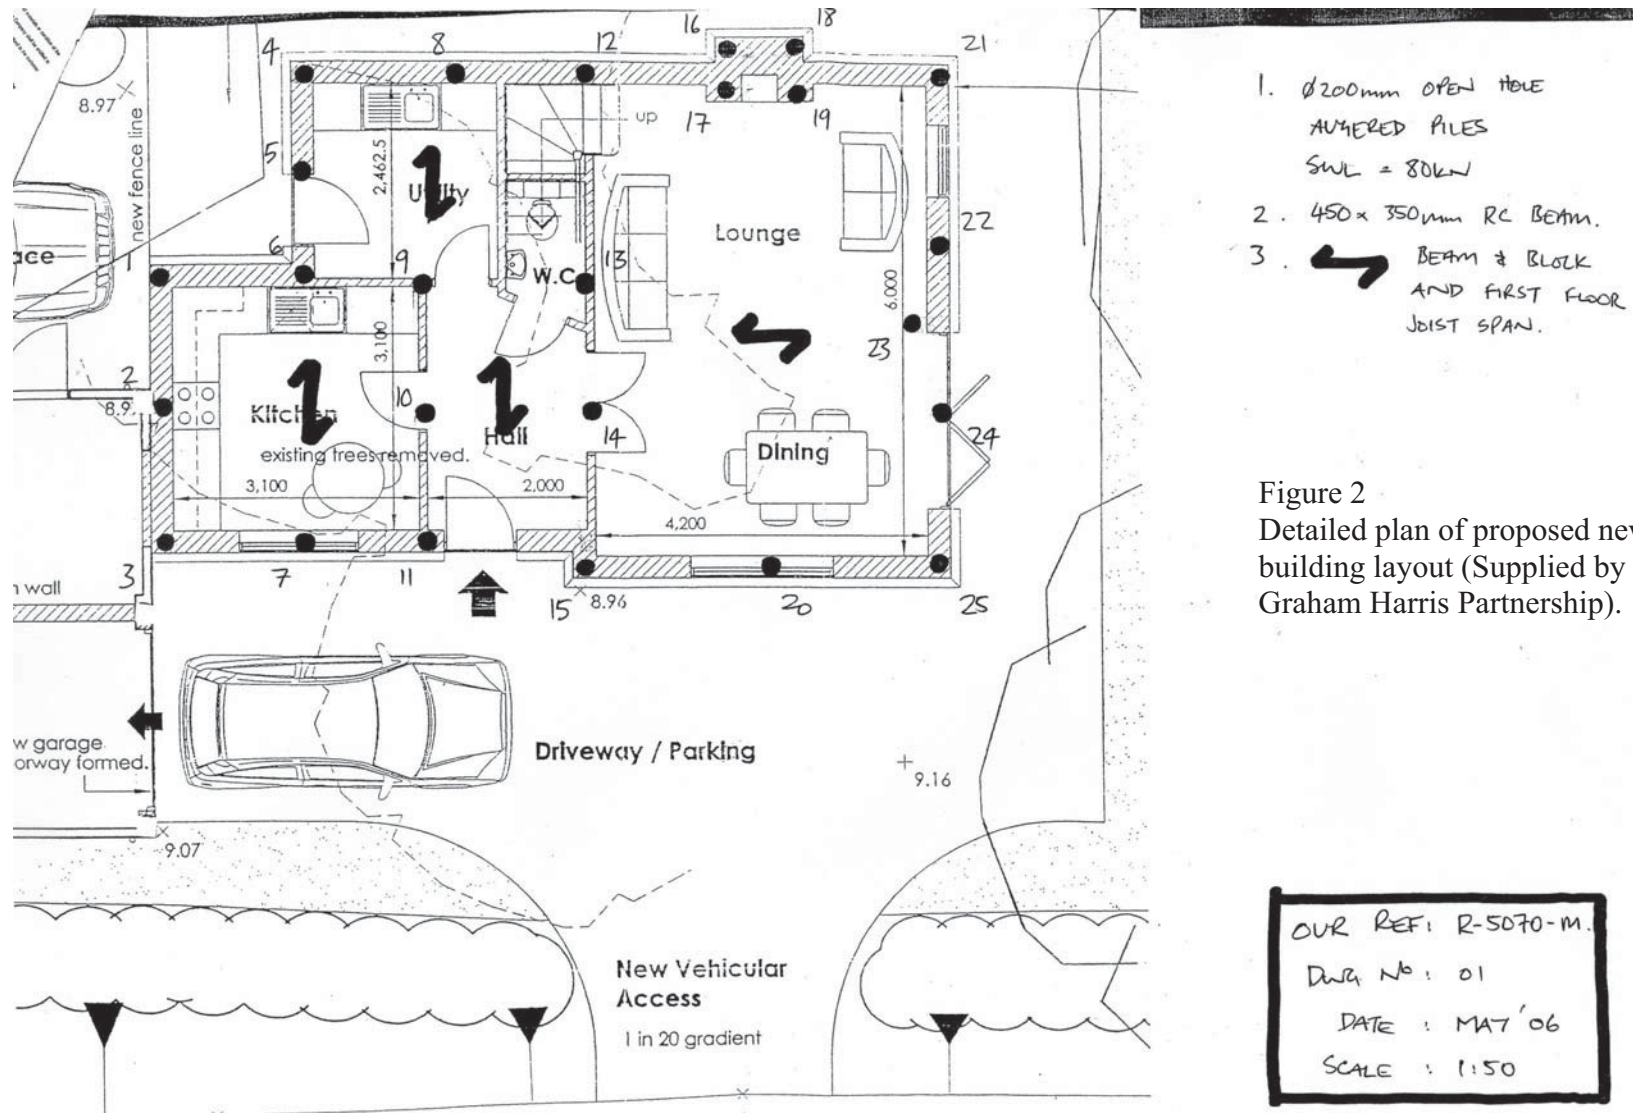 16
18
4
8
12
21
8.97
new fence line
up
17
19
5
2,462.5
Utility
Lounge
22
ace
1
6
9
13
W.C
6.000
3,100
23
2
8.9
10
Kitchen
Hall
14
24
existing trees removed.
Dining
3,100
2,000
4,200
n wall
3
7
11
15
8.96
20
25
w garage
orway formed.
Driveway / Parking
9.16
9.07
New Vehicular
Access
1 in 20 gradient
1. Ø200mm OPEN HOLE
AUGERED PILES
SWL = 80kN
2. 450 x 350mm RC BEAM.
3. BEAM & BLOCK
AND FIRST FLOOR
JOIST SPAN.
Figure 2
Detailed plan of proposed new
building layout (Supplied by
Graham Harris Partnership).
OUR REF: R-5070-M.
DWG No: 01
DATE : MAY '06
SCALE : 1:50